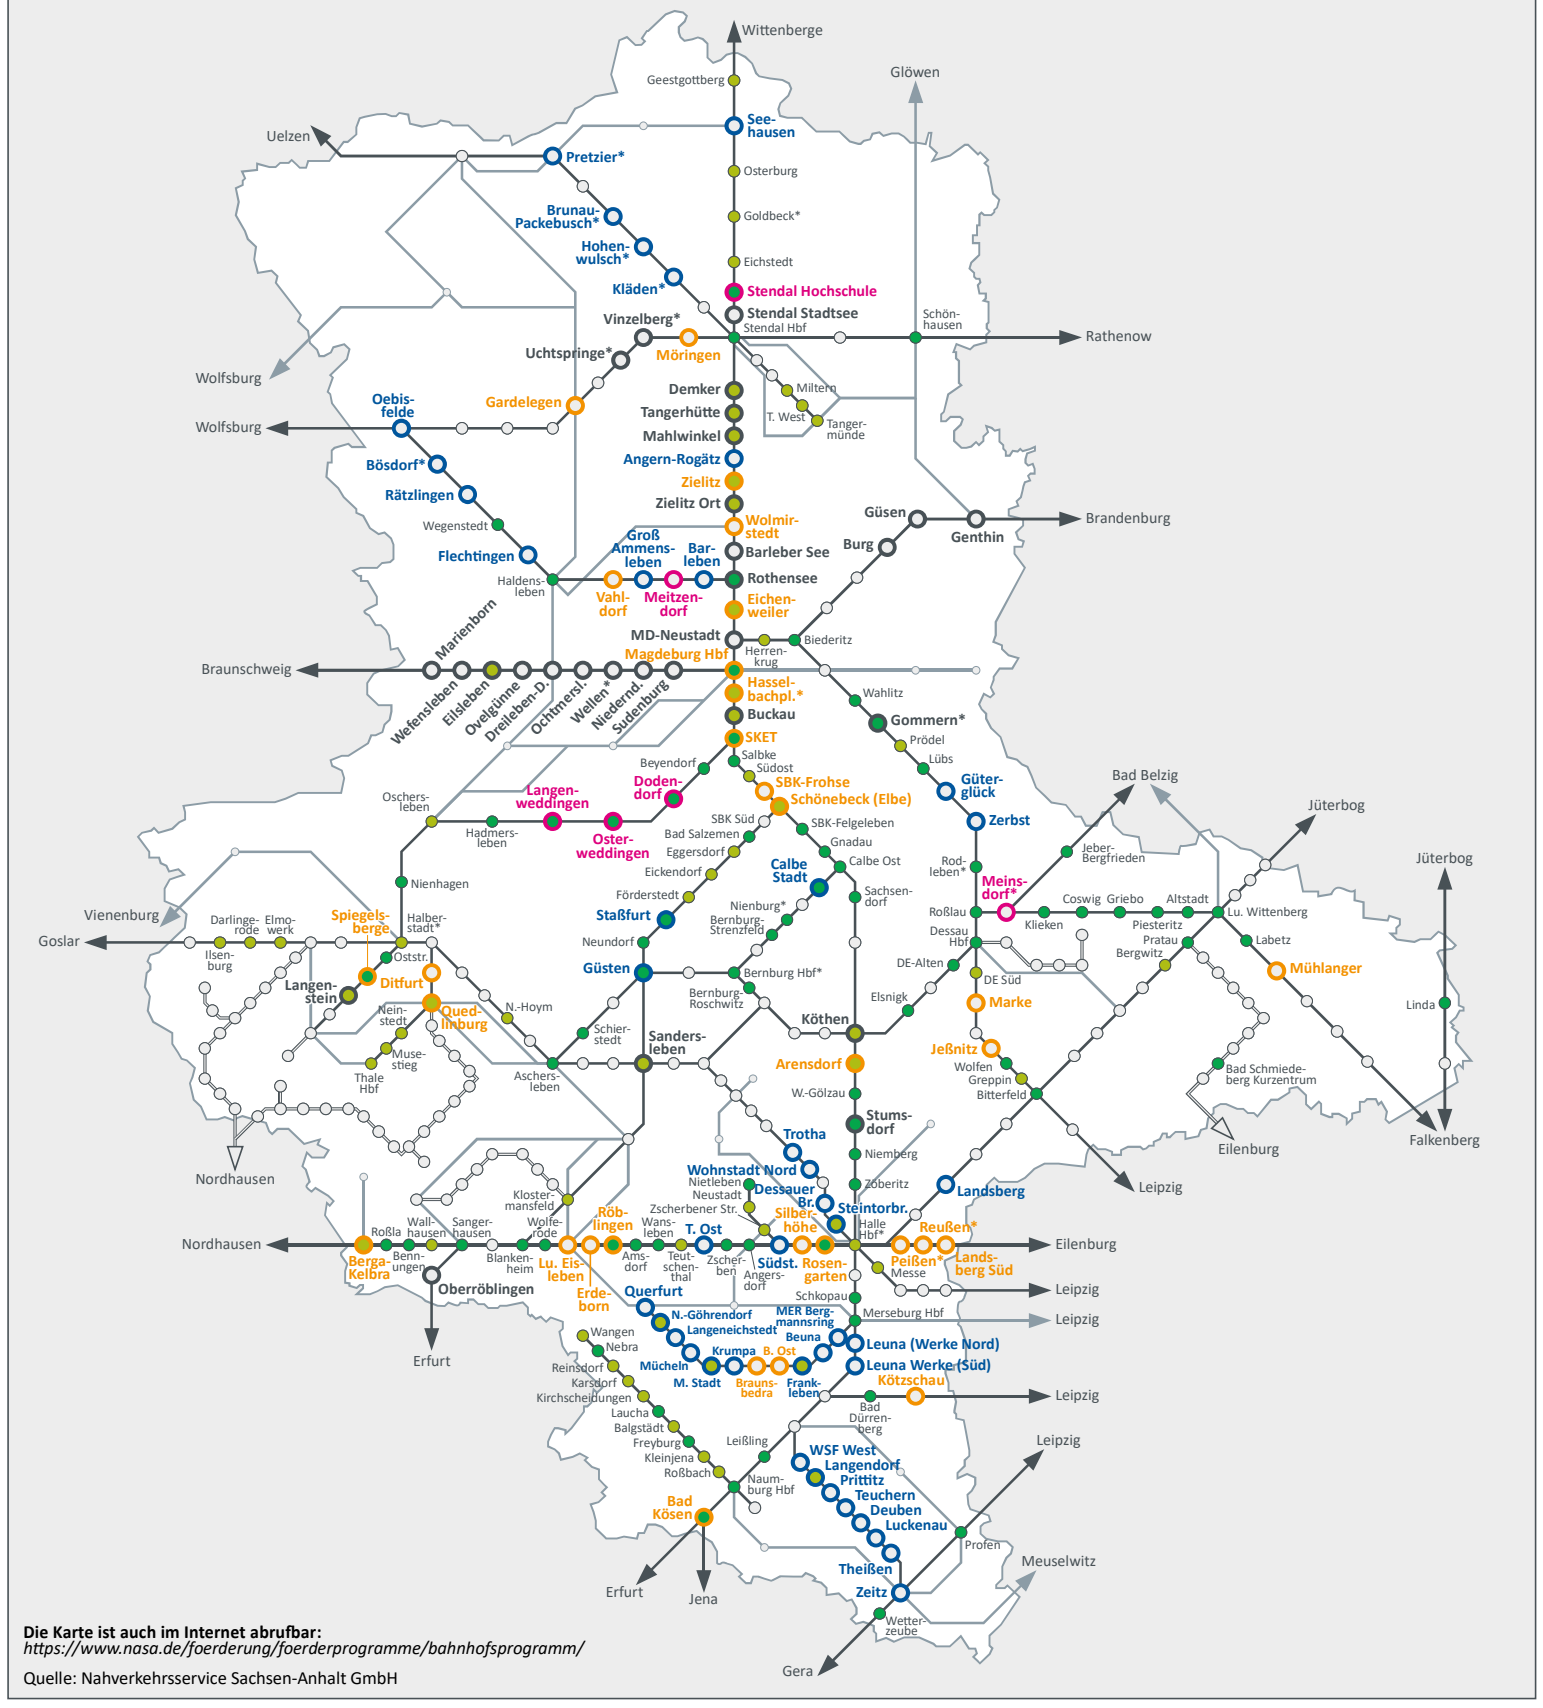 Wittenberge
Geestgottberg
Glöwen
See-
hausen
Uelzen
Pretzier*
Osterburg
Brunau-
Packebusch*
Goldbeck*
Hohen-
wulsch*
Eichstedt
Kläden*
Stendal Hochschule
Stendal Stadtsee
Vinzelberg*
Stendal Hbf
Schön-
hausen
Rathenow
Uchtspringe*
Möringen
Wolfsburg
Oebis-
felde
Gardelegen
Demker
Miltern
Tangerhütte
T. West
Wolfsburg
Mahlwinkel
Tanger-
münde
Bösdorf*
Angern-Rogätz
Rätzlingen
Zielitz
Zielitz Ort
Wegenstedt
Wolmir-
stedt
Güsen
Genthin
Brandenburg
Flechtingen
Groß
Ammens-
leben
Bar-
leben
Barleber See
Burg
Haldens-
leben
Rothensee
Vahl-
dorf
Meitzen-
dorf
Eichen-
weiler
Marienborn
MD-Neustadt
Herren-
krug
Biederitz
Magdeburg Hbf
Braunschweig
Wefensleben
Eilsleben
Ovelgünne
Dreileben-D.
Ochtmersl.
Wellen*
Niedernd.
Sudenburg
Hassel-
bachpl.*
Wahlitz
Buckau
Gommern*
SKET
Prödel
Salbke
Lübs
Beyendorf
Südost
Bad Belzig
Doden-
dorf
SBK-Frohse
Güter-
glück
Oschers-
leben
Langen-
weddingen
Schönebeck (Elbe)
Jüterbog
Hadmers-
leben
Oster-
weddingen
SBK Süd
SBK-Felgeleben
Zerbst
Bad Salzemen
Gnadau
Jeber-
Bergfrieden
Eggersdorf
Calbe Ost
Jüterbog
Calbe
Stadt
Rod-
leben*
Eickendorf
Nienhagen
Sachsen-
dorf
Meins-
dorf*
Coswig
Griebo
Altstadt
Förderstedt
Nienburg*
Roßlau
Klieken
Piesteritz
Lu. Wittenberg
Vienenburg
Darlinge-
rode
Elmo-
werk
Spiegels-
berge
Halber-
stadt*
Staßfurt
Bernburg-
Strenzfeld
Dessau
Hbf
Pratau
Labetz
Goslar
Ilsen-
burg
Oststr.
Neundorf
Bergwitz
Güsten
Bernburg Hbf*
DE-Alten
DE Süd
Mühlanger
Ditfurt
Langen-
stein
Bernburg-
Roschwitz
Elsnigk
Marke
Linda
Qued-
linburg
N.-Hoym
Nein-
stedt
Schier-
stedt
Sanders-
leben
Köthen
Jeßnitz
Muse-
stieg
Arensdorf
Wolfen
Thale
Hbf
Aschers-
leben
Greppin
Bad Schmiede-
berg Kurzentrum
W.-Gölzau
Bitterfeld
Stums-
dorf
Falkenberg
Trotha
Niemberg
Eilenburg
Nordhausen
Wohnstadt Nord
Nietleben
Zöberitz
Landsberg
Leipzig
Kloster-
mansfeld
Neustadt
Dessauer
Br.
Steintorbr.
Zscherbener Str.
Silber-
höhe
Halle
Hbf*
Roßla
Wall-
hausen
Sanger-
hausen
Wolfe-
rode
Röb-
lingen
Wans-
leben
T. Ost
Reußen*
Nordhausen
Eilenburg
Berga-
Kelbra
Benn-
ungen
Blanken-
heim
Lu. Eis-
leben
Ams-
dorf
Teut-
schen-
thal
Zscher-
ben
Angers-
dorf
Südst.
Rosen-
garten
Peißen*
Lands-
berg Süd
Messe
Oberröblingen
Erde-
born
Leipzig
Querfurt
Schkopau
N.-Göhrendorf
MER Berg-
mannsring
Merseburg Hbf
Leipzig
Langeneichstedt
Wangen
Beuna
Nebra
Leuna (Werke Nord)
Krumpa
B. Ost
Erfurt
Reinsdorf
Mücheln
Leuna Werke (Süd)
Karsdorf
M. Stadt
Brauns-
bedra
Frank-
leben
Kötzschau
Kirchscheidungen
Leipzig
Laucha
Bad
Dürren-
berg
Balgstädt
Freyburg
Leißling
Leipzig
Kleinjena
WSF West
Roßbach
Langendorf
Naum-
burg Hbf
Prittitz
Bad
Kösen
Teuchern
Deuben
Luckenau
Profen
Theißen
Meuselwitz
Erfurt
Jena
Zeitz
Wetter-
zeube
Gera
Die Karte ist auch im Internet abrufbar:
https://www.nasa.de/foerderung/foerderprogramme/bahnhofsprogramm/
Quelle: Nahverkehrsservice Sachsen-Anhalt GmbH